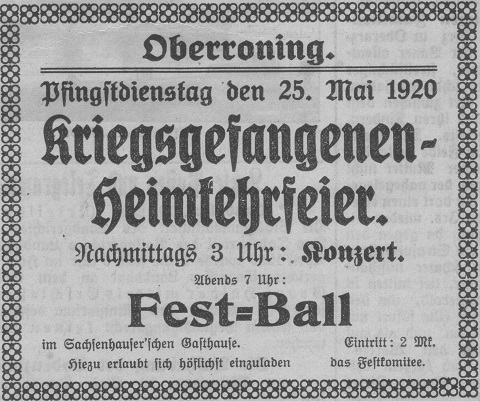 Oberroning.
Pfingstdienstag den 25. Mai 1920
Kriegsgefangenen-
Heimkehrfeier.
Nachmittags 3 Uhr: Konzert.
Abends 7 Uhr:
Fest-Ball
im Sachsenhauser'schen Gasthause. Eintritt: 2 Mk.
Hiezu erlaubt sich höflichst einzuladen das Festkomitee.